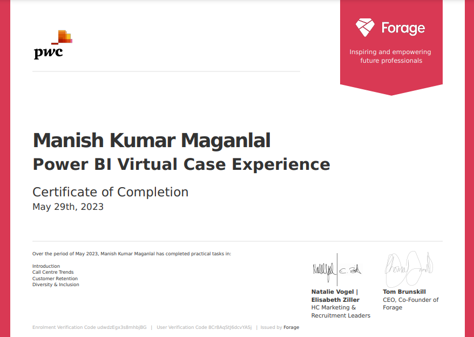 pwc
Forage
Inspiring and empowering
future professionals
Manish Kumar Maganlal
Power BI Virtual Case Experience
Certificate of Completion
May 29th, 2023
Over the period of May 2023, Manish Kumar Maganlal has completed practical tasks in:
Introduction
Call Centre Trends
Customer Retention
Diversity & Inclusion
Natalie Vogel |
Elisabeth Ziller
HC Marketing &
Recruitment Leaders
Tom Brunskill
CEO, Co-Founder of
Forage
Enrolment Verification Code | User Verification Code | Issued by Forage